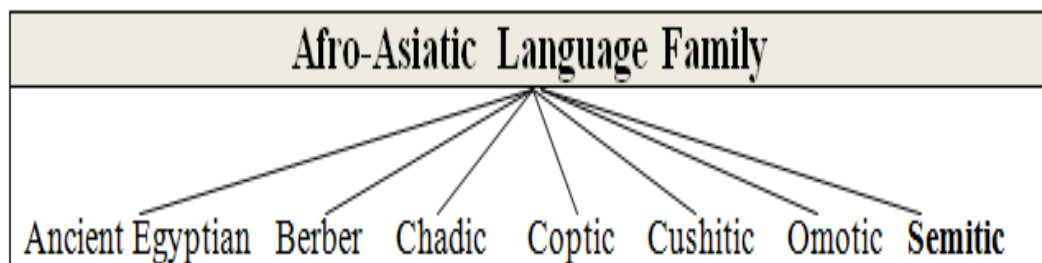 Afro-Asiatic Language Family
Ancient Egyptian Berber Chadic Coptic Cushitic Omotic Semitic